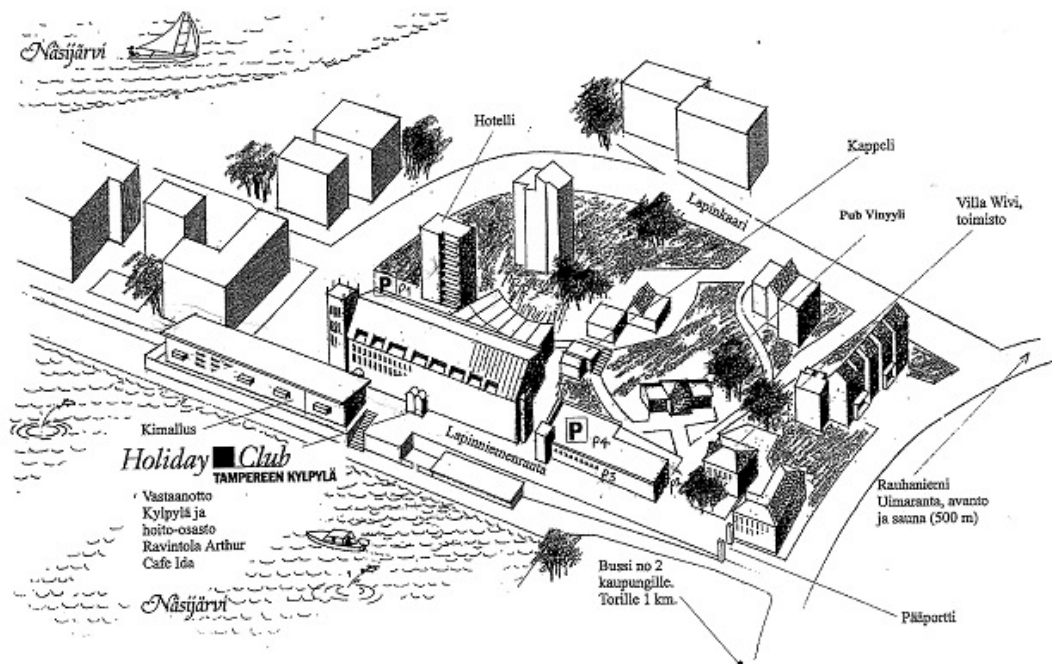 Näsijärvi
Hotelli
Kappeli
Lapinkaari
Pub Vinyyli
Villa Wivi,
toimisto
P
P1
Kimallus
Holiday Club
TAMPEREEN KYLPYLÄ
Lapinniemenranta
P
P4
P3
Vastaanotto
Kylpylä ja
hoito-osasto
Ravintola Arthur
Cafe Ida
Rauhaniemi
Uimaranta, avanto
ja sauna (500 m)
Näsijärvi
Bussi no 2
kaupungille.
Torille 1 km.
Pääportti